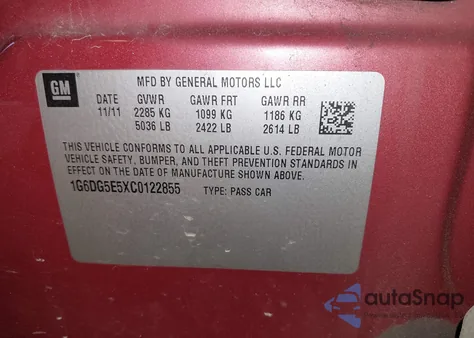 GM
MFD BY GENERAL MOTORS LLC
DATE GVWR GAWR FRT GAWR RR
11/11 2285 KG 1099 KG 1186 KG
5036 LB 2422 LB 2614 LB
THIS VEHICLE CONFORMS TO ALL APPLICABLE U.S. FEDERAL MOTOR
VEHICLE SAFETY, BUMPER, AND THEFT PREVENTION STANDARDS IN
EFFECT ON THE DATE OF MANUFACTURE SHOWN ABOVE.
1G6DG5E5XC0122855 TYPE: PASS CAR
autoSnap